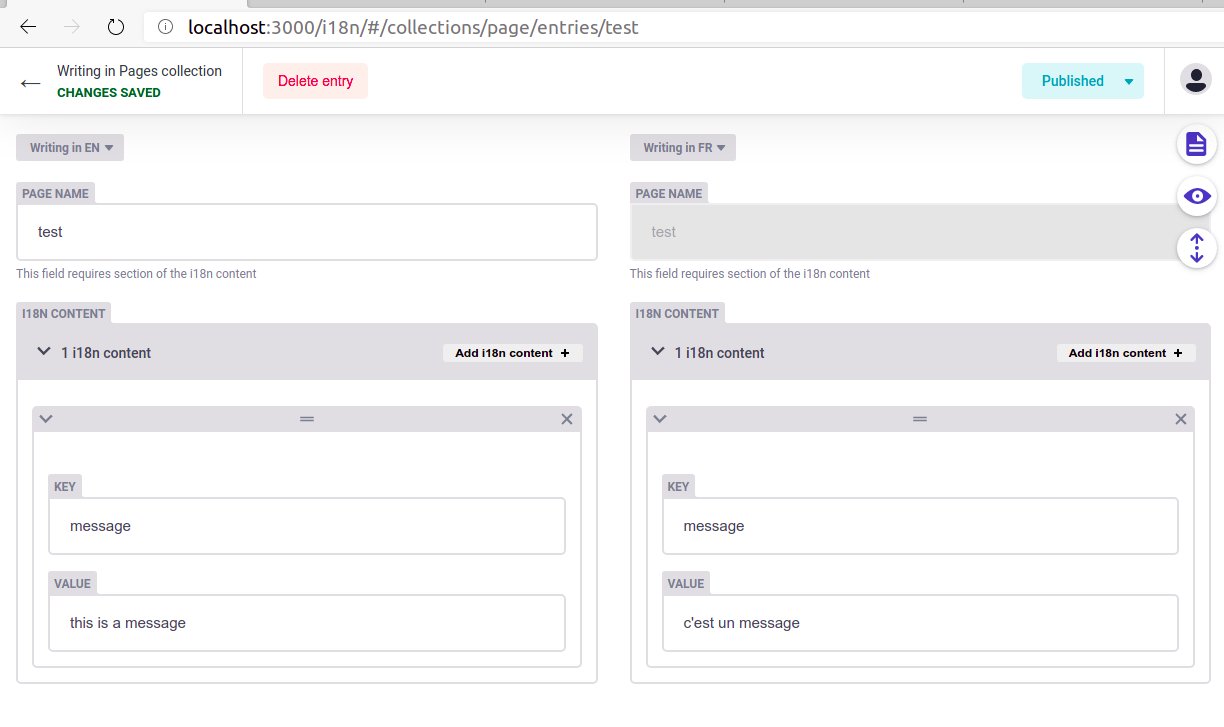 localhost:3000/i18n/#/collections/page/entries/test
Writing in Pages collection
CHANGES SAVED
Delete entry
Published
Writing in EN
PAGE NAME
test
This field requires section of the i18n content
I18N CONTENT
1 i18n content
Add i18n content +
KEY
message
VALUE
this is a message
Writing in FR
PAGE NAME
test
This field requires section of the i18n content
I18N CONTENT
1 i18n content
Add i18n content +
KEY
message
VALUE
c'est un message